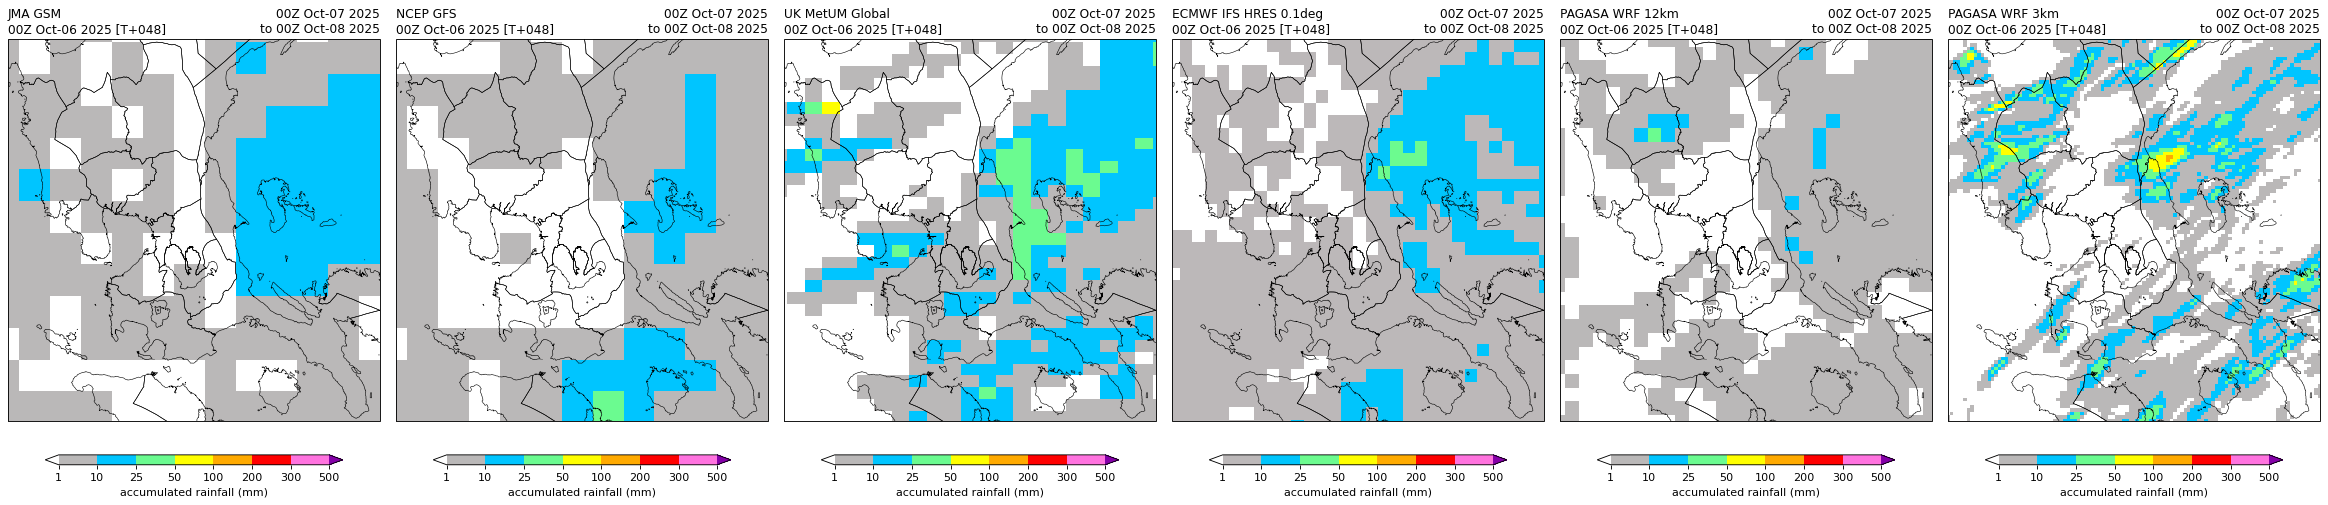 JMA GSM 00Z Oct-07 2025
00Z Oct-06 2025 [T+048] to 00Z Oct-08 2025
1 10 25 50 100 200 300 500
accumulated rainfall (mm)
NCEP GFS 00Z Oct-07 2025
00Z Oct-06 2025 [T+048] to 00Z Oct-08 2025
1 10 25 50 100 200 300 500
accumulated rainfall (mm)
UK MetUM Global 00Z Oct-07 2025
00Z Oct-06 2025 [T+048] to 00Z Oct-08 2025
1 10 25 50 100 200 300 500
accumulated rainfall (mm)
ECMWF IFS HRES 0.1deg 00Z Oct-07 2025
00Z Oct-06 2025 [T+048] to 00Z Oct-08 2025
1 10 25 50 100 200 300 500
accumulated rainfall (mm)
PAGASA WRF 12km 00Z Oct-07 2025
00Z Oct-06 2025 [T+048] to 00Z Oct-08 2025
1 10 25 50 100 200 300 500
accumulated rainfall (mm)
PAGASA WRF 3km 00Z Oct-07 2025
00Z Oct-06 2025 [T+048] to 00Z Oct-08 2025
1 10 25 50 100 200 300 500
accumulated rainfall (mm)